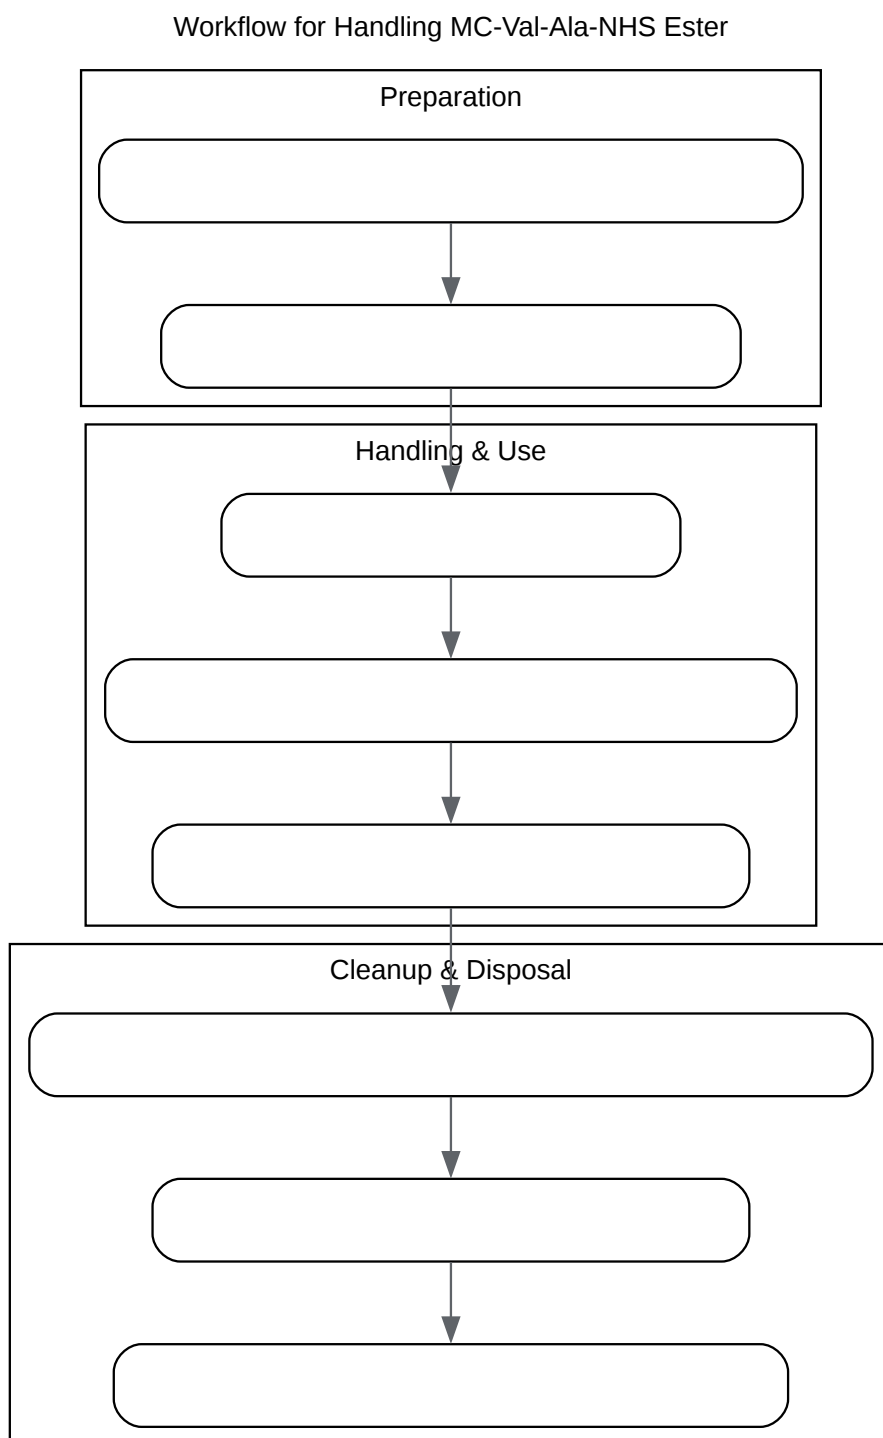 Workflow for Handling MC-Val-Ala-NHS Ester
Preparation
Handling & Use
Cleanup & Disposal